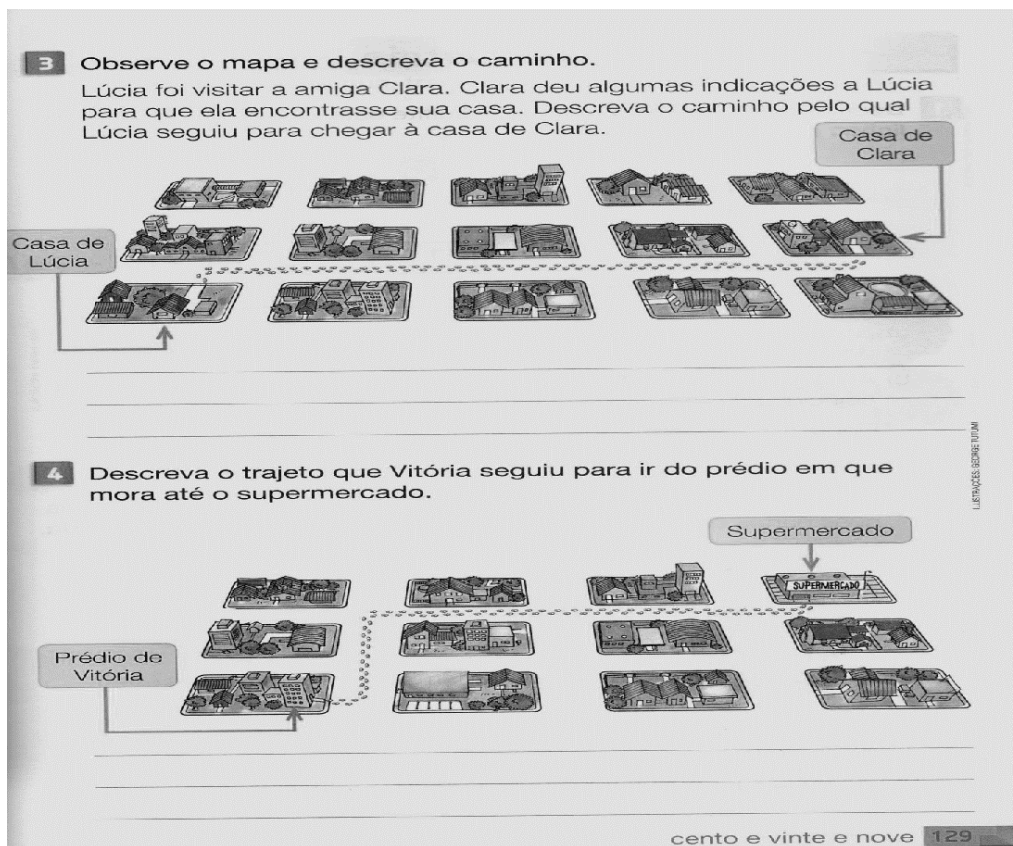 3 Observe o mapa e descreva o caminho.
Lúcia foi visitar a amiga Clara. Clara deu algumas indicações a Lúcia
para que ela encontrasse sua casa. Descreva o caminho pelo qual
Lúcia seguiu para chegar à casa de Clara.
Casa de
Clara
Casa de
Lúcia
4 Descreva o trajeto que Vitória seguiu para ir do prédio em que
mora até o supermercado.
ILUSTRAÇÕES: GEORGE TUTUMI
Supermercado
SUPERMERCADO
Prédio de
Vitória
cento e vinte e nove 129